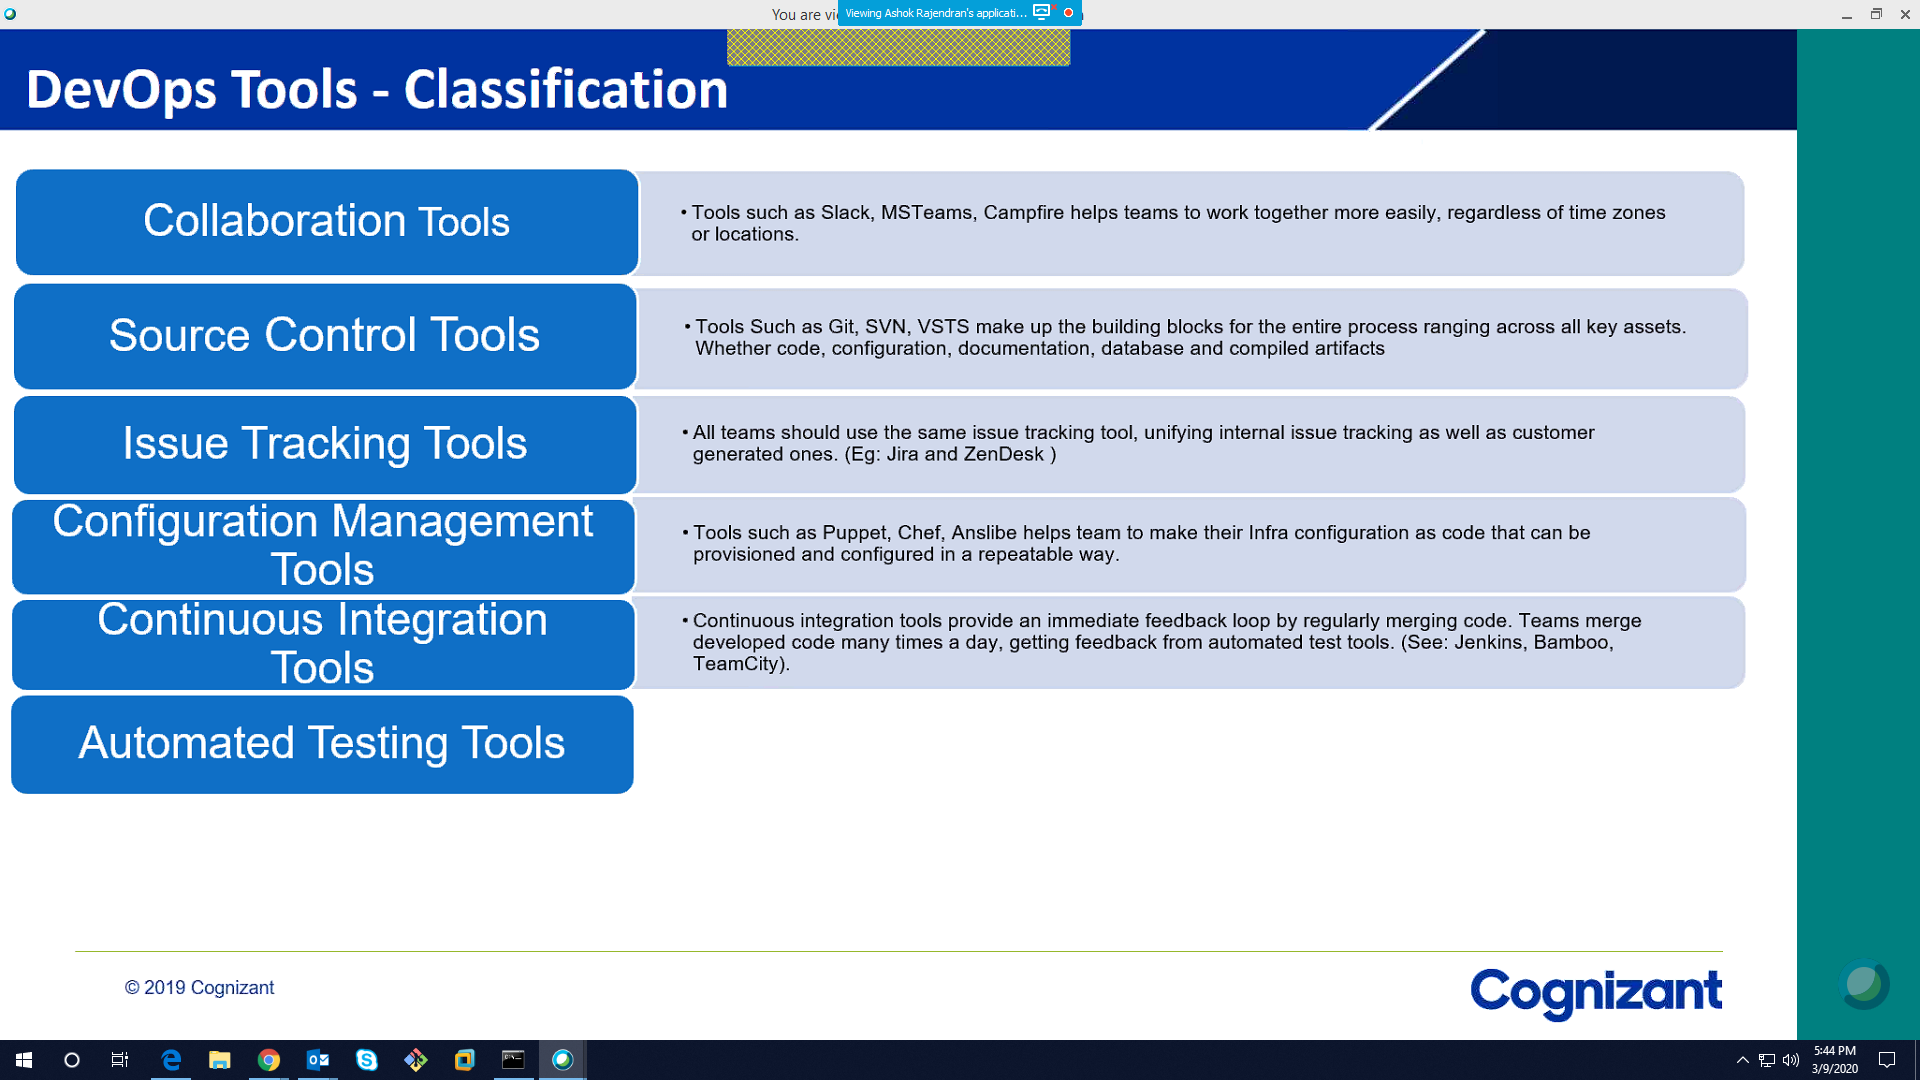 You are vi
Viewing Ashok Rajendran's applicati...
DevOps Tools - Classification
Collaboration Tools
• Tools such as Slack, MSTeams, Campfire helps teams to work together more easily, regardless of time zones
or locations.
Source Control Tools
• Tools Such as Git, SVN, VSTS make up the building blocks for the entire process ranging across all key assets.
Whether code, configuration, documentation, database and compiled artifacts
Issue Tracking Tools
• All teams should use the same issue tracking tool, unifying internal issue tracking as well as customer
generated ones. (Eg: Jira and ZenDesk )
Configuration Management
Tools
• Tools such as Puppet, Chef, Anslibe helps team to make their Infra configuration as code that can be
provisioned and configured in a repeatable way.
Continuous Integration
Tools
• Continuous integration tools provide an immediate feedback loop by regularly merging code. Teams merge
developed code many times a day, getting feedback from automated test tools. (See: Jenkins, Bamboo,
TeamCity).
Automated Testing Tools
© 2019 Cognizant
Cognizant
5:44 PM
3/9/2020